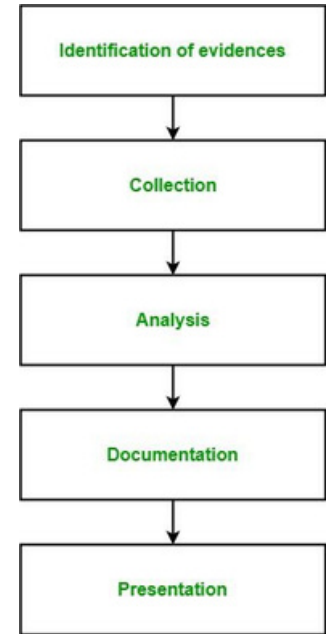 Identification of evidences
Collection
Analysis
Documentation
Presentation